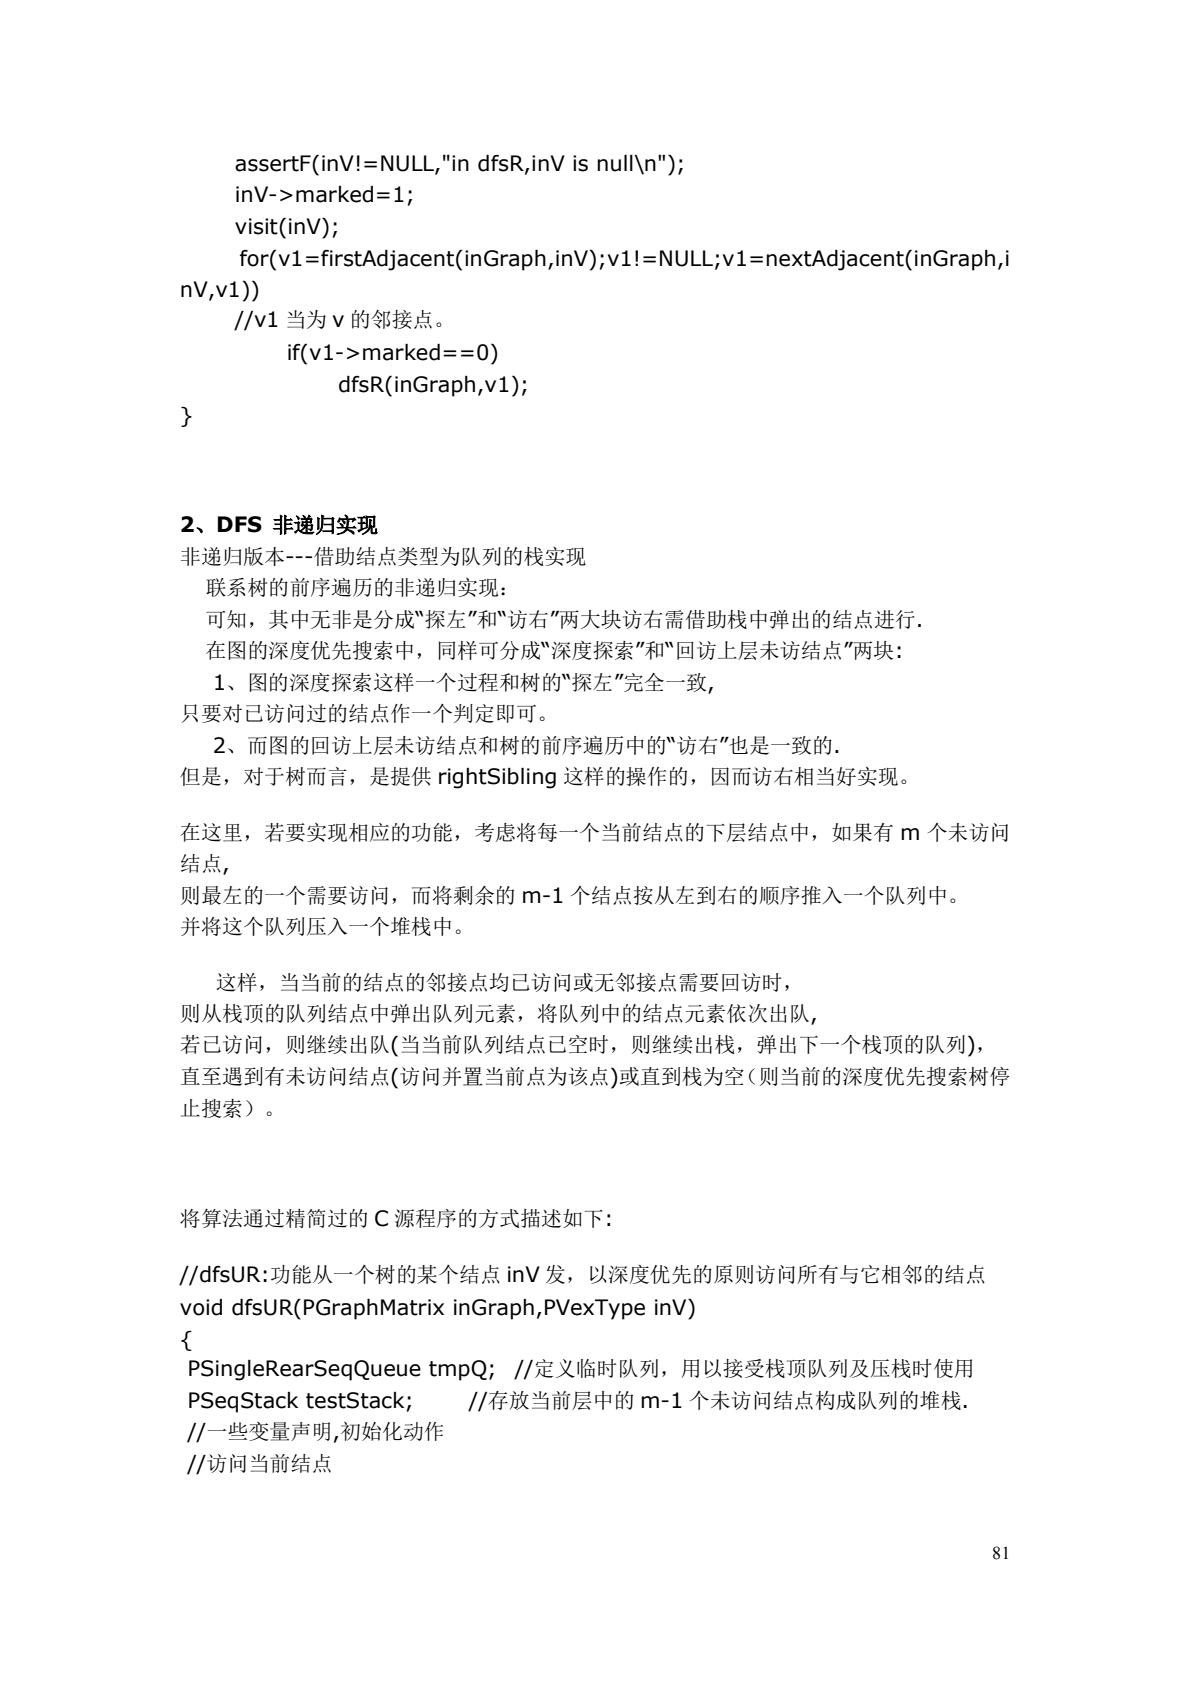 assertF(inV!=NULL,"in dfsR,inV is null\n");
inV->marked=1;
visit(inV);
for(v1=firstAdjacent(inGraph,inV);v1!=NULL;v1=nextAdjacent(inGraph,i
nV,v1))
//v1 当为 v 的邻接点。
if(v1->marked==0)
dfsR(inGraph,v1);
}
2、DFS 非递归实现
非递归版本---借助结点类型为队列的栈实现
联系树的前序遍历的非递归实现：
可知，其中无非是分成“探左”和“访右”两大块访右需借助栈中弹出的结点进行.
在图的深度优先搜索中，同样可分成“深度探索”和“回访上层未访结点”两块:
1、图的深度探索这样一个过程和树的“探左”完全一致,
只要对已访问过的结点作一个判定即可。
2、而图的回访上层未访结点和树的前序遍历中的“访右”也是一致的.
但是，对于树而言，是提供 rightSibling 这样的操作的，因而访右相当好实现。
在这里，若要实现相应的功能，考虑将每一个当前结点的下层结点中，如果有 m 个未访问
结点,
则最左的一个需要访问，而将剩余的 m-1 个结点按从左到右的顺序推入一个队列中。
并将这个队列压入一个堆栈中。
这样，当当前的结点的邻接点均已访问或无邻接点需要回访时，
则从栈顶的队列结点中弹出队列元素，将队列中的结点元素依次出队,
若已访问，则继续出队(当当前队列结点已空时，则继续出栈，弹出下一个栈顶的队列)，
直至遇到有未访问结点(访问并置当前点为该点)或直到栈为空（则当前的深度优先搜索树停
止搜索）。
将算法通过精简过的 C 源程序的方式描述如下:
//dfsUR:功能从一个树的某个结点 inV 发，以深度优先的原则访问所有与它相邻的结点
void dfsUR(PGraphMatrix inGraph,PVexType inV)
{
PSingleRearSeqQueue tmpQ; //定义临时队列，用以接受栈顶队列及压栈时使用
PSeqStack testStack; //存放当前层中的 m-1 个未访问结点构成队列的堆栈.
//一些变量声明,初始化动作
//访问当前结点
81